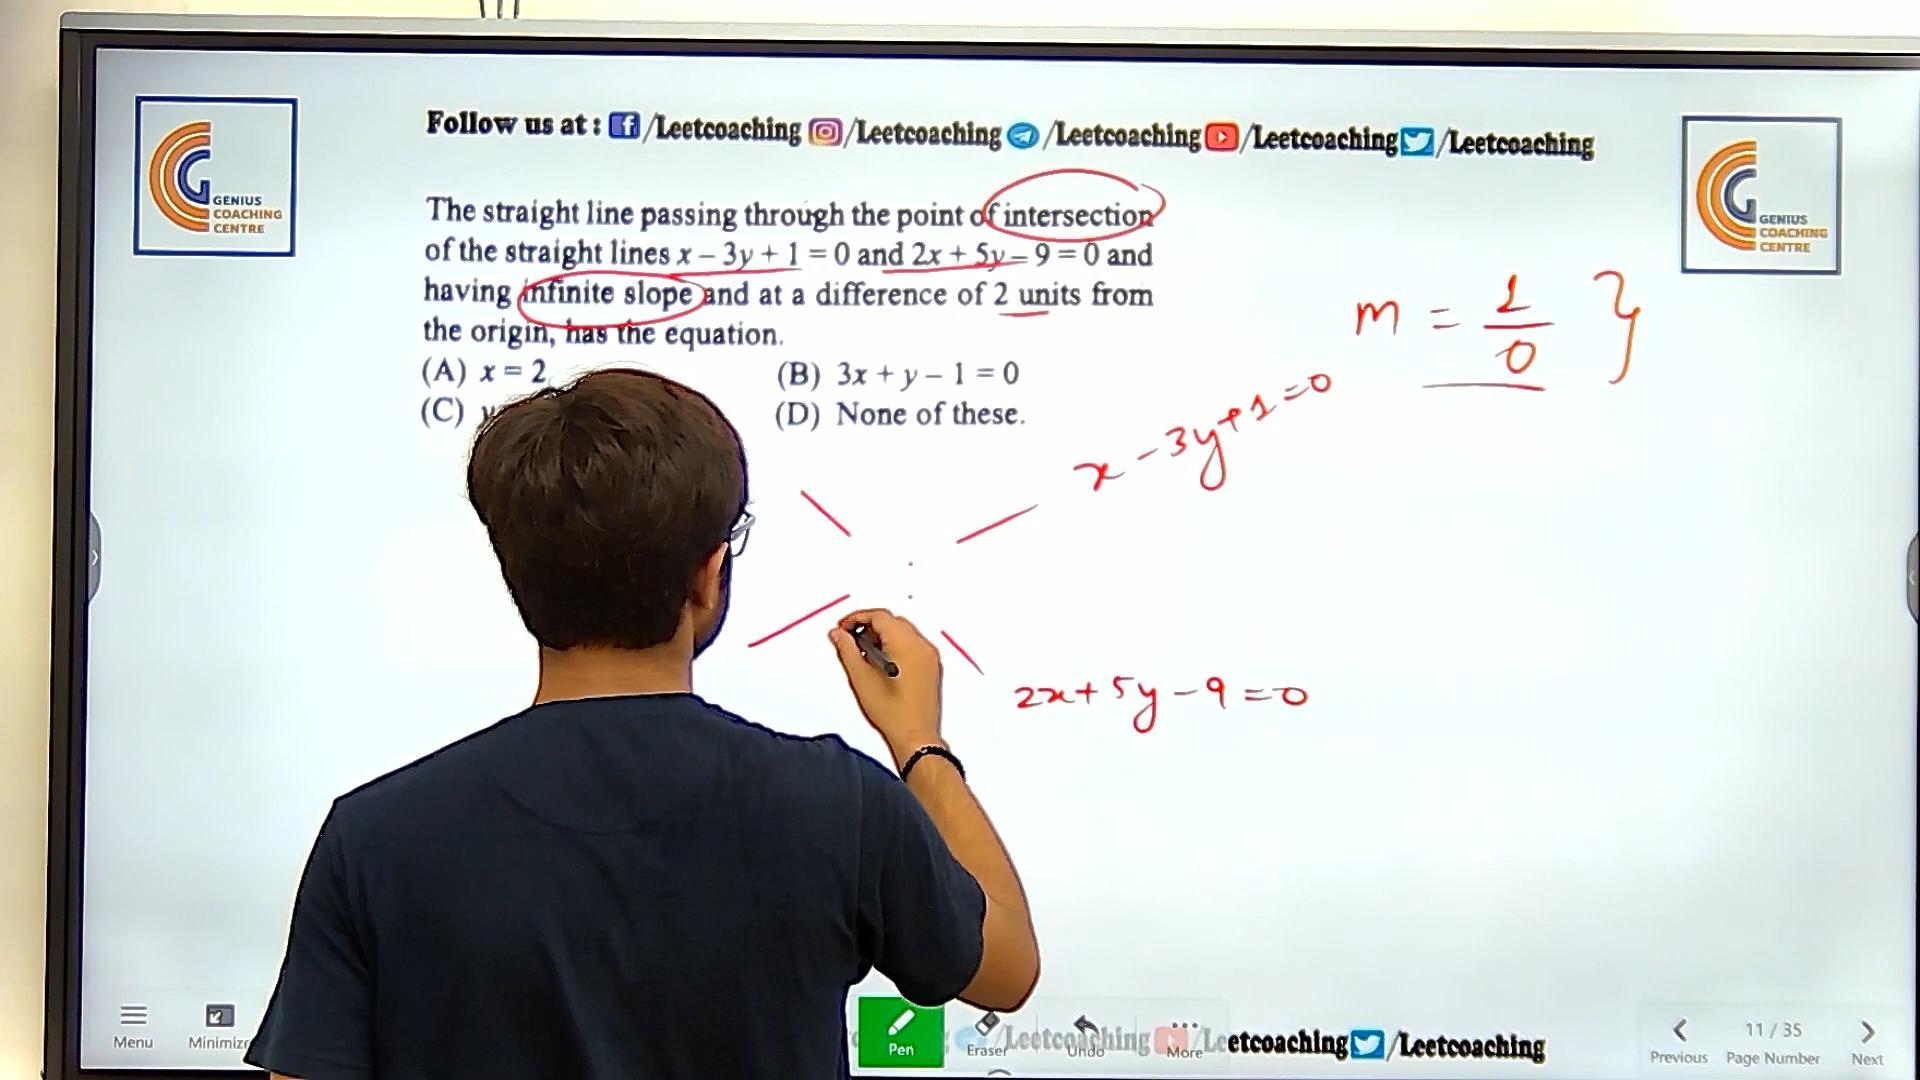 Follow us at : f /Leetcoaching /Leetcoaching /Leetcoaching /Leetcoaching /Leetcoaching
GENIUS
COACHING
CENTRE
GENIUS
COACHING
CENTRE
The straight line passing through the point of intersection
of the straight lines x – 3y + 1 = 0 and 2x + 5y – 9 = 0 and
having infinite slope and at a difference of 2 units from
the origin, has the equation.
(A) x = 2
(B) 3x + y – 1 = 0
(C)
(D) None of these.
m = 1/0 }
x - 3y + 1 = 0
2x + 5y - 9 = 0
Menu
Pen
Eraser
Undo
More
/Leetcoaching /Leetcoaching /Leetcoaching
Previous
11 / 35
Page Number
Next